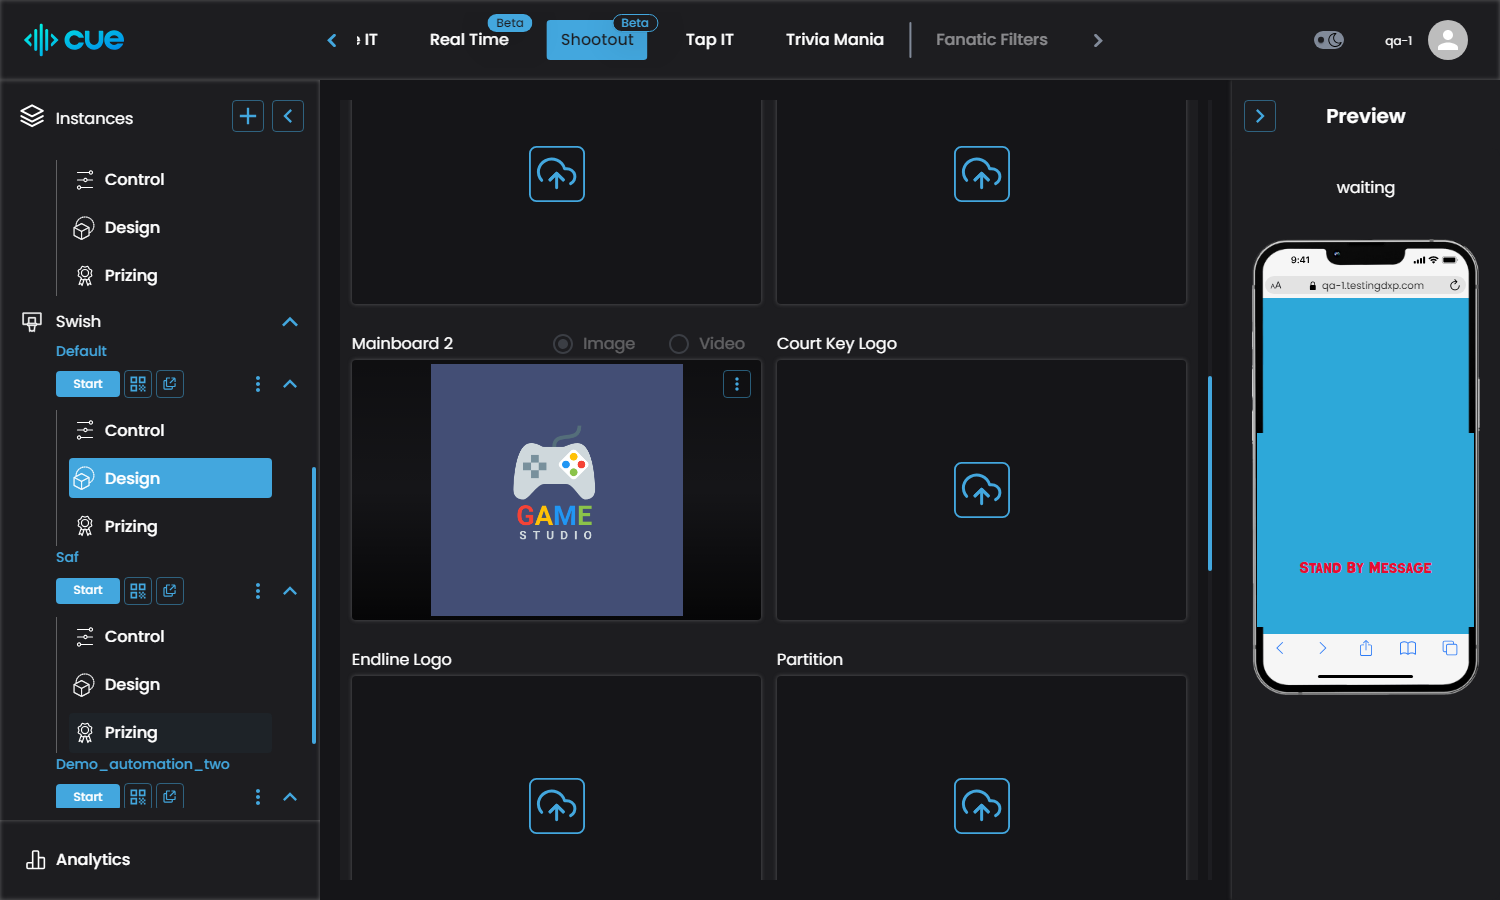 cue
IT
Real Time
Beta
Shootout
Beta
Tap IT
Trivia Mania
Fanatic Filters
qa-1
Instances
Control
Design
Prizing
Swish
Default
Start
Control
Design
Prizing
Saf
Start
Control
Design
Prizing
Demo_automation_two
Start
Analytics
Mainboard 2
Image
Video
Court Key Logo
GAME
STUDIO
Endline Logo
Partition
Preview
waiting
9:41
AA
qa-1.testingdxp.com
Stand By Message